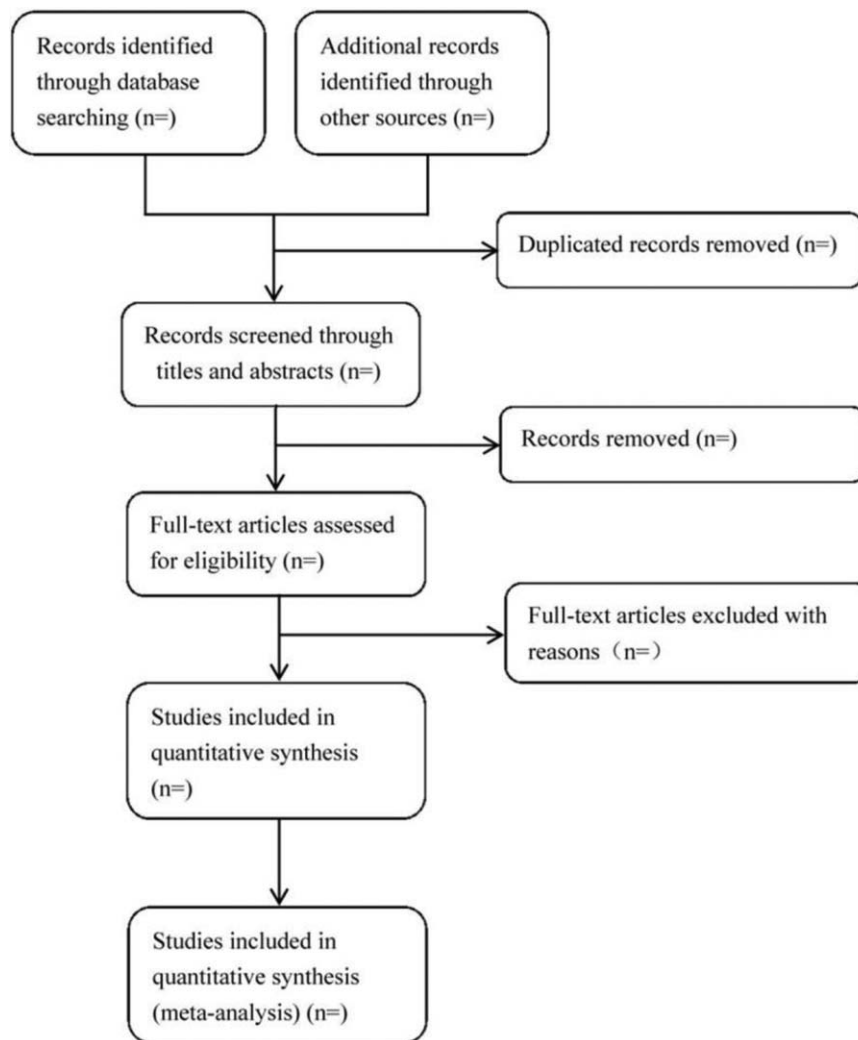 Records identified
through database
searching (n=)
Additional records
identified through
other sources (n=)
Duplicated records removed (n=)
Records screened through
titles and abstracts (n=)
Records removed (n=)
Full-text articles assessed
for eligibility (n=)
Full-text articles excluded with
reasons（n=）
Studies included in
quantitative synthesis
(n=)
Studies included in
quantitative synthesis
(meta-analysis) (n=)